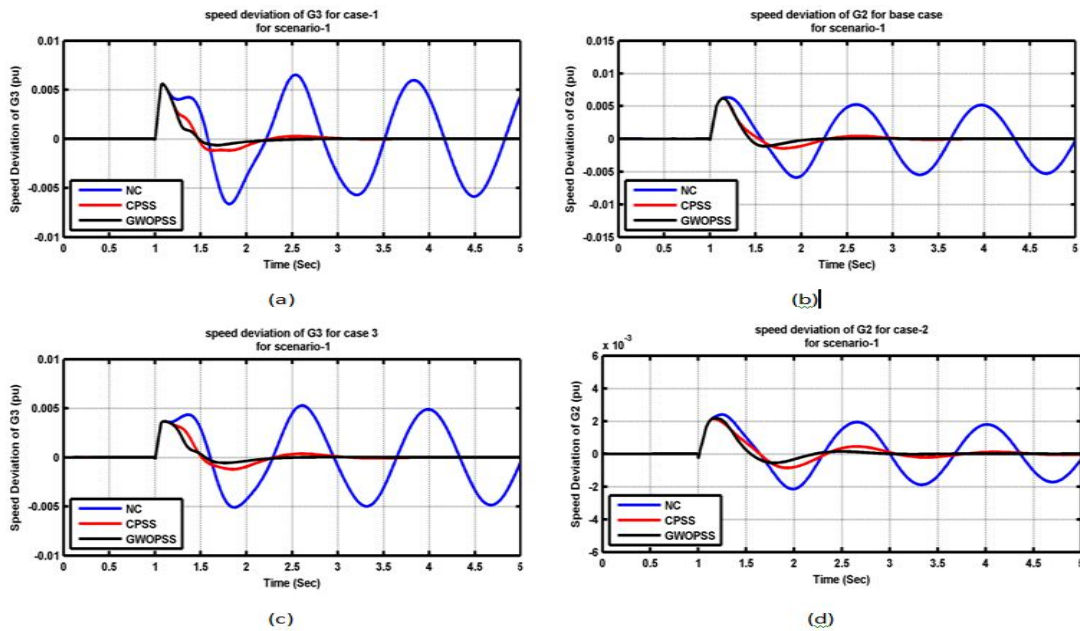 speed deviation of G3 for case-1
for scenario-1
0.01
0.005
0
-0.005
-0.01
Speed Deviation of G3 (pu)
NC
CPSS
GWOPSS
0 0.5 1 1.5 2 2.5 3 3.5 4 4.5 5
Time (Sec)
(a)
speed deviation of G2 for base case
for scenario-1
0.015
0.01
0.005
0
-0.005
-0.01
-0.015
Speed Deviation of G2 (pu)
NC
CPSS
GWOPSS
0 0.5 1 1.5 2 2.5 3 3.5 4 4.5 5
Time (Sec)
(b)
speed deviation of G3 for case 3
for scenario-1
0.01
0.005
0
-0.005
-0.01
Speed Deviation of G3 (pu)
NC
CPSS
GWOPSS
0 0.5 1 1.5 2 2.5 3 3.5 4 4.5 5
Time (Sec)
(c)
speed deviation of G2 for case-2
for scenario-1
x 10⁻³
6
4
2
0
-2
-4
-6
Speed Deviation of G2 (pu)
NC
CPSS
GWOPSS
0 0.5 1 1.5 2 2.5 3 3.5 4 4.5 5
Time (Sec)
(d)